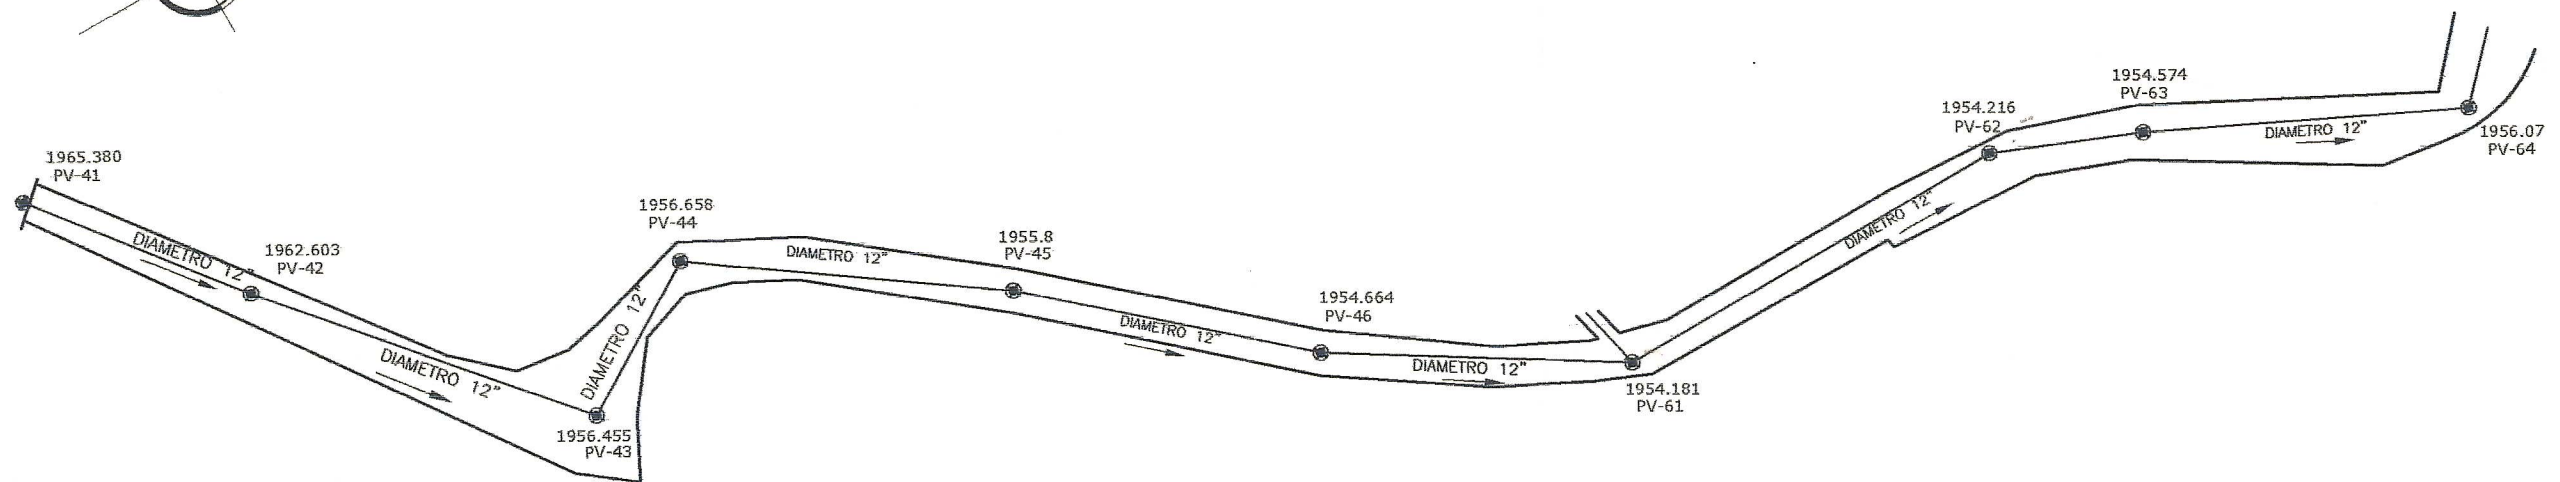 1965.380
PV-41
DIAMETRO 12"
1962.603
PV-42
DIAMETRO 12"
1956.455
PV-43
DIAMETRO 12"
1956.658
PV-44
DIAMETRO 12"
1955.8
PV-45
DIAMETRO 12"
1954.664
PV-46
DIAMETRO 12"
1954.181
PV-61
DIAMETRO 12"
1954.216
PV-62
1954.574
PV-63
DIAMETRO 12"
1956.07
PV-64